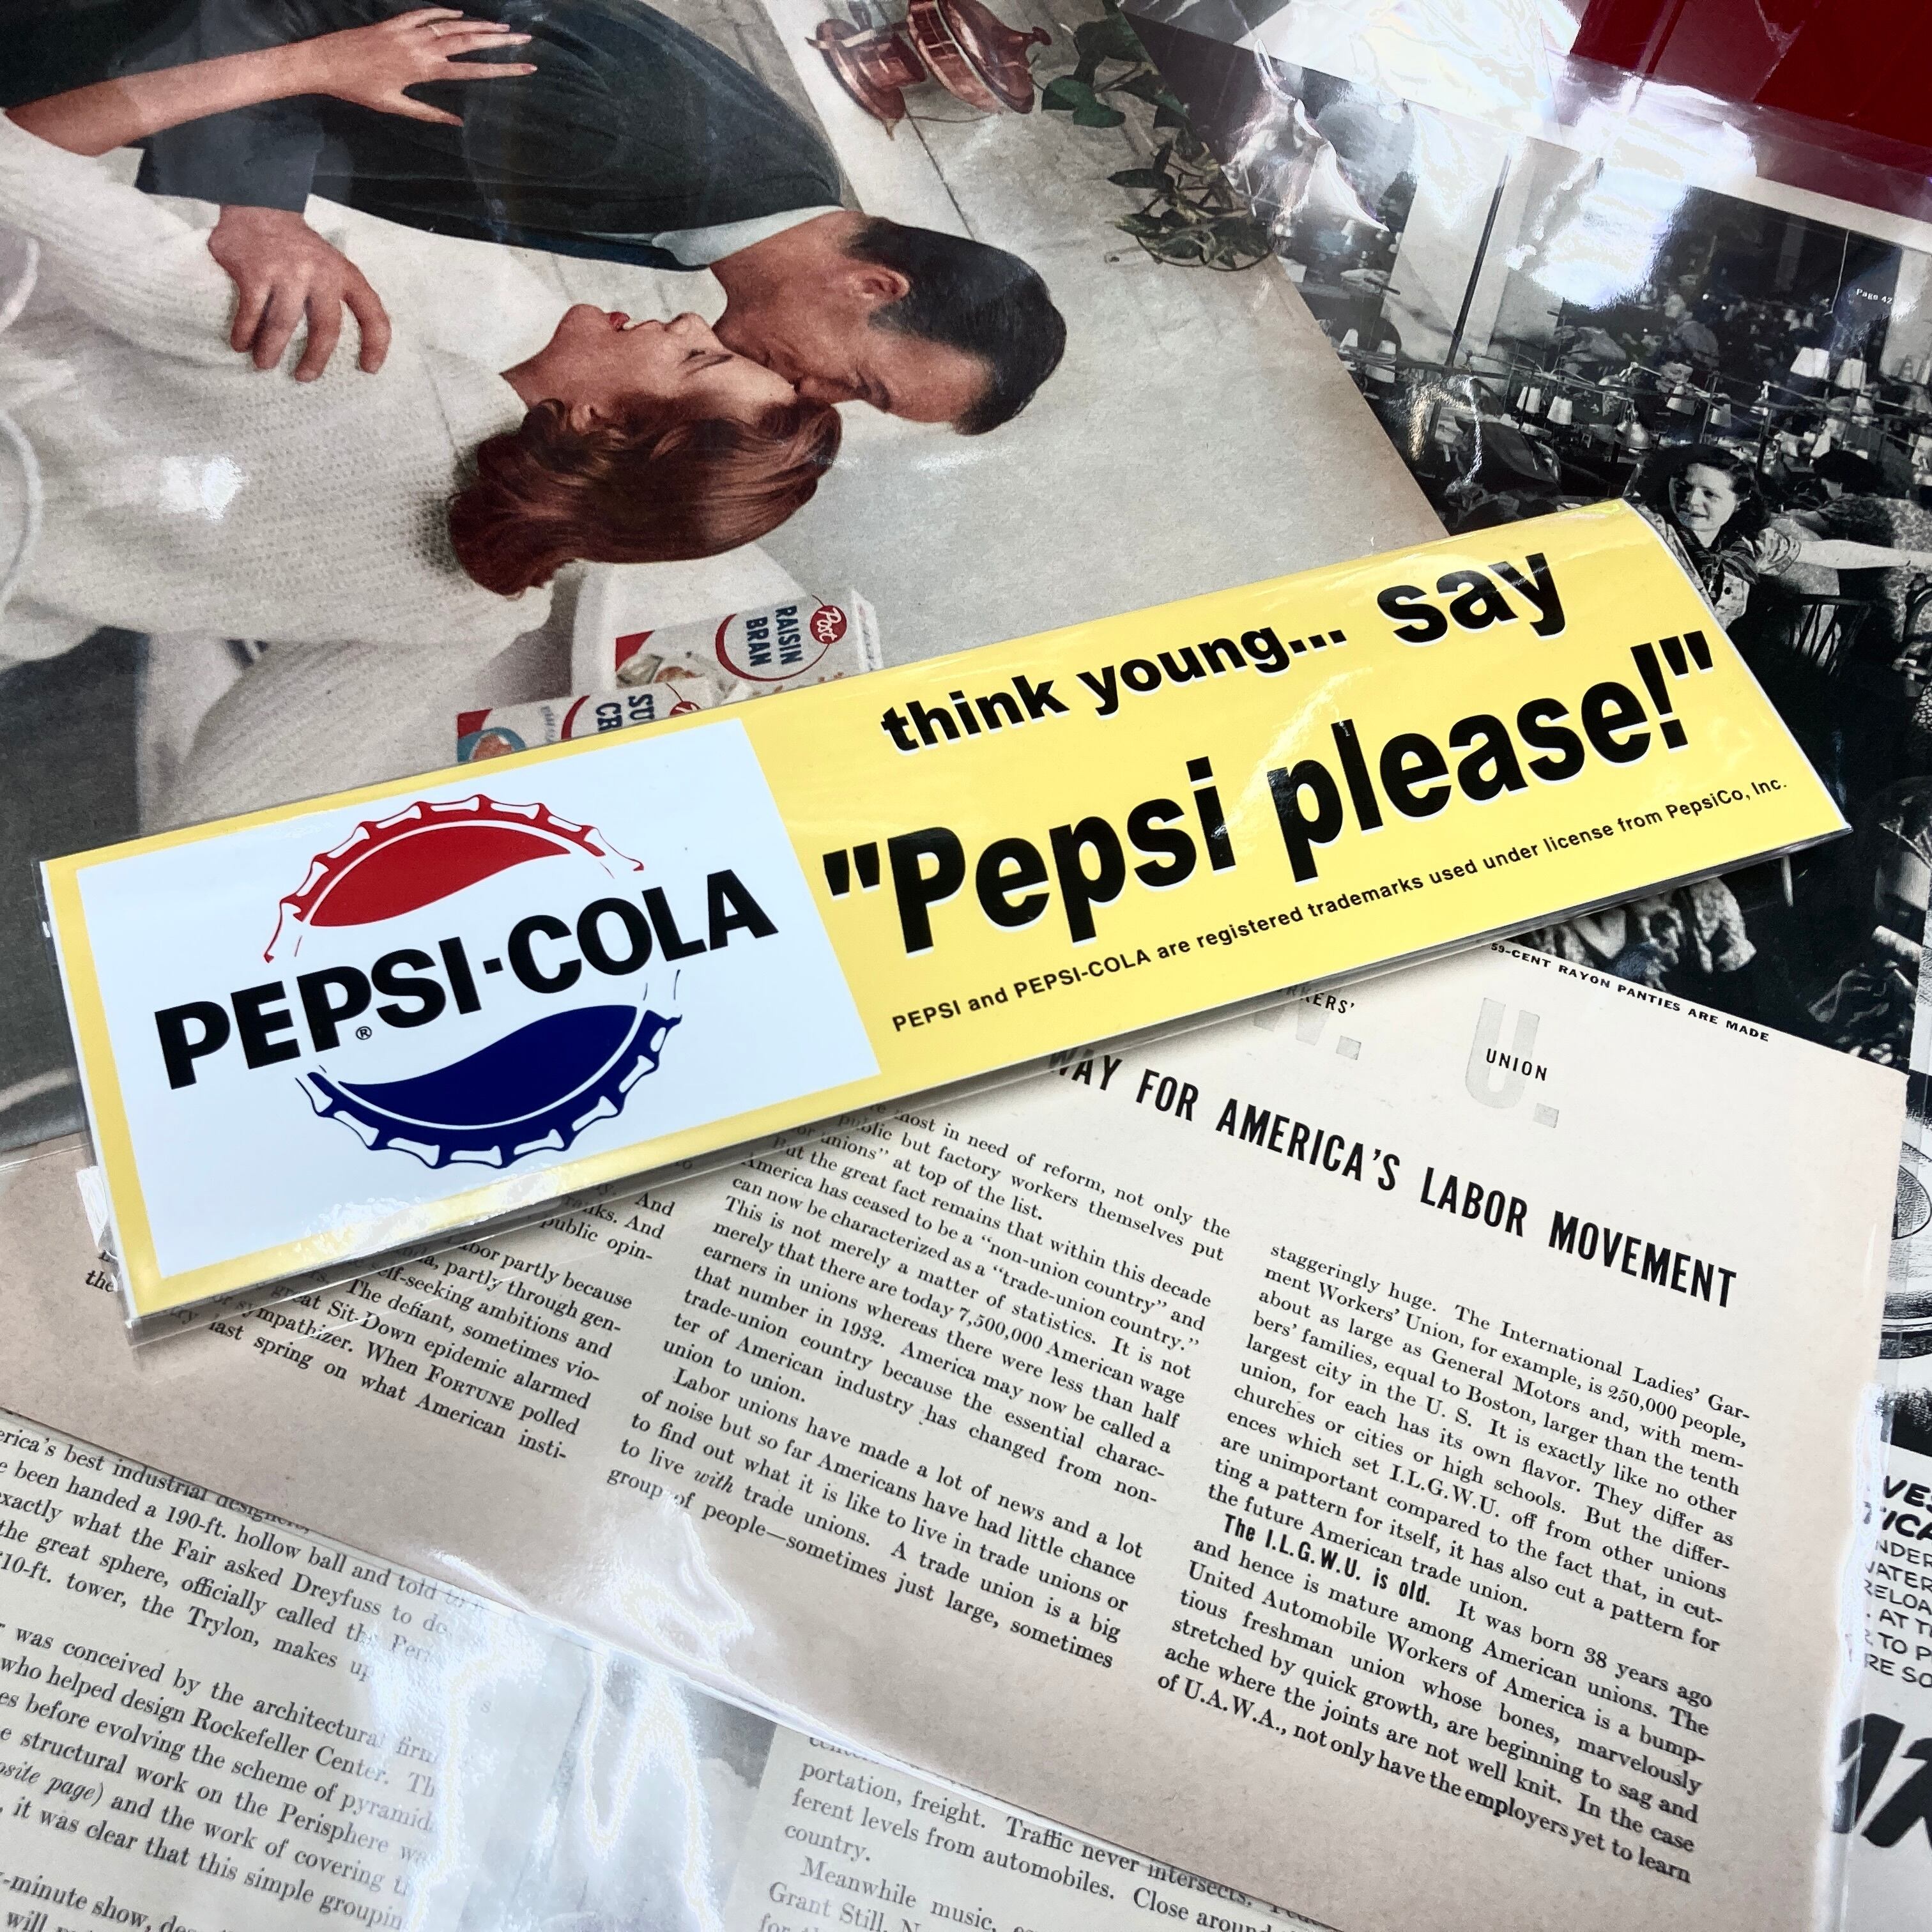 Page 42
Post
RAISIN
BRAN
think young... say
"Pepsi please!"
PEPSI-COLA
®
PEPSI and PEPSI-COLA are registered trademarks used under license from PepsiCo, Inc.
59-CENT RAYON PANTIES ARE MADE
W. U.
UNION
WAY FOR AMERICA'S LABOR MOVEMENT
And
And
public opin-
labor partly because
partly through gen-
self-seeking ambitions and
The defiant, sometimes vio-
great Sit-Down epidemic alarmed
or sympathizer. When FORTUNE polled
last spring on what American insti-
most in need of reform, not only the
public but factory workers themselves put
unions" at top of the list.
But the great fact remains that within this decade
America has ceased to be a "non-union country" and
can now be characterized as a "trade-union country."
This is not merely a matter of statistics. It is not
merely that there are today 7,500,000 American wage
earners in unions whereas there were less than half
that number in 1932. America may now be called a
trade-union country because the essential charac-
ter of American industry has changed from non-
union to union.
Labor unions have made a lot of news and a lot
of noise but so far Americans have had little chance
to find out what it is like to live in trade unions or
to live with trade unions. A trade union is a big
group of people—sometimes just large, sometimes
staggeringly huge. The International Ladies' Gar-
ment Workers' Union, for example, is 250,000 people,
about as large as General Motors and, with mem-
bers' families, equal to Boston, larger than the tenth
largest city in the U. S. It is exactly like no other
union, for each has its own flavor. They differ as
churches or cities or high schools. But the differ-
ences which set I.L.G.W.U. off from other unions
are unimportant compared to the fact that, in cut-
ting a pattern for itself, it has also cut a pattern for
the future American trade union.
The I.L.G.W.U. is old. It was born 38 years ago
and hence is mature among American unions. The
United Automobile Workers of America is a bump-
tious freshman union whose bones, marvelously
stretched by quick growth, are beginning to sag and
ache where the joints are not well knit. In the case
of U.A.W.A., not only have the employers yet to learn
best industrial designers,
been handed a 190-ft. hollow ball and told to
exactly what the Fair asked Dreyfuss to do
the great sphere, officially called the Peri
10-ft. tower, the Trylon, makes up
was conceived by the architectural firm
who helped design Rockefeller Center.
before evolving the scheme of pyramid
structural work on the Perisphere
page) and the work of covering
, it was clear that this simple grouping
-minute show,
will
portation, freight. Traffic never intersects.
ferent levels from automobiles. Close around
country.
Meanwhile music,
Grant Still,
for